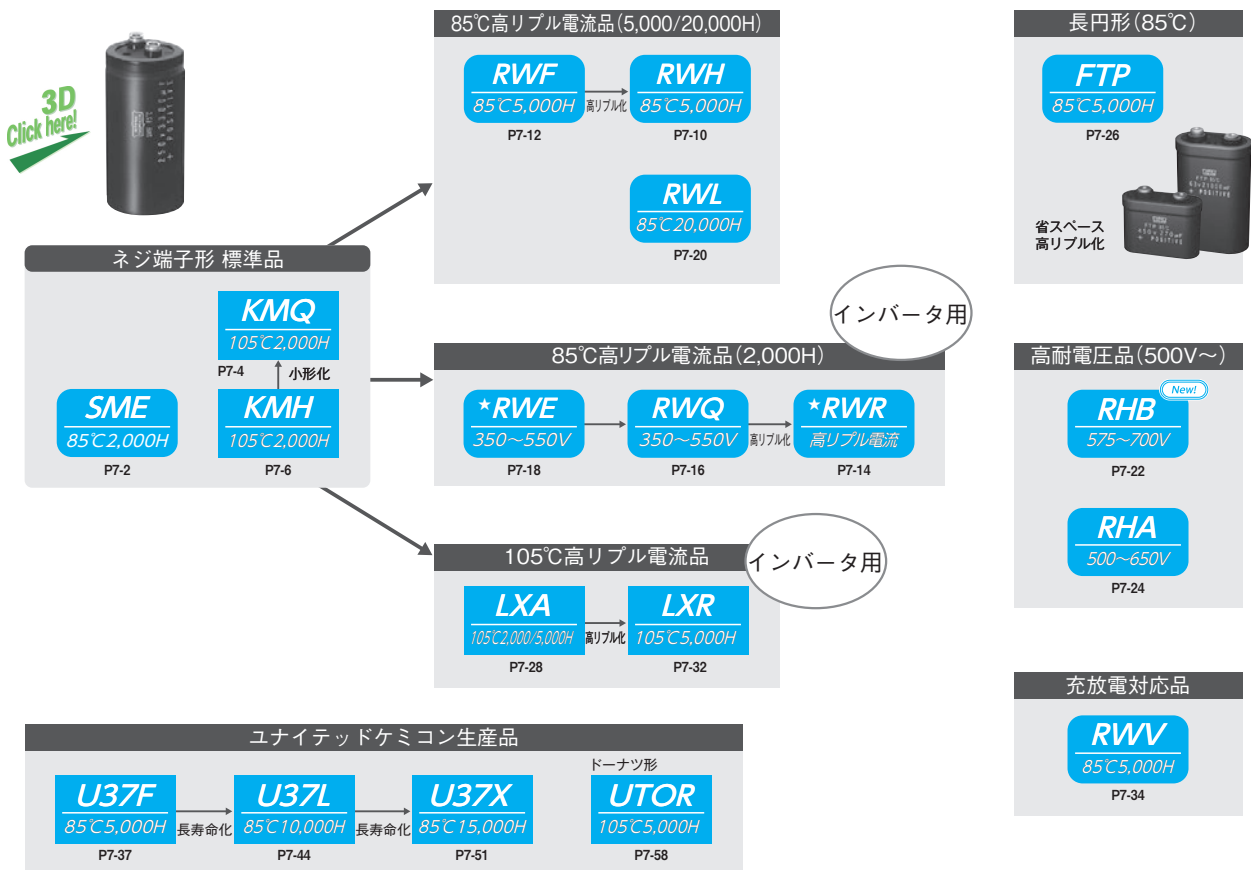 3D
Click here!
ネジ端子形 標準品
KMQ
105℃2,000H
P7-4
小形化
SME
85℃2,000H
P7-2
KMH
105℃2,000H
P7-6
85℃高リプル電流品(5,000/20,000H)
RWF
85℃5,000H
P7-12
高リプル化
RWH
85℃5,000H
P7-10
RWL
85℃20,000H
P7-20
インバータ用
85℃高リプル電流品(2,000H)
★RWE
350〜550V
P7-18
RWQ
350〜550V
P7-16
高リプル化
★RWR
高リプル電流
P7-14
インバータ用
105℃高リプル電流品
LXA
105℃2,000/5,000H
P7-28
高リプル化
LXR
105℃5,000H
P7-32
ユナイテッドケミコン生産品
U37F
85℃5,000H
P7-37
長寿命化
U37L
85℃10,000H
P7-44
長寿命化
U37X
85℃15,000H
P7-51
ドーナツ形
UTOR
105℃5,000H
P7-58
長円形(85℃)
FTP
85℃5,000H
P7-26
省スペース
高リプル化
高耐電圧品(500V〜)
New!
RHB
575〜700V
P7-22
RHA
500〜650V
P7-24
充放電対応品
RWV
85℃5,000H
P7-34